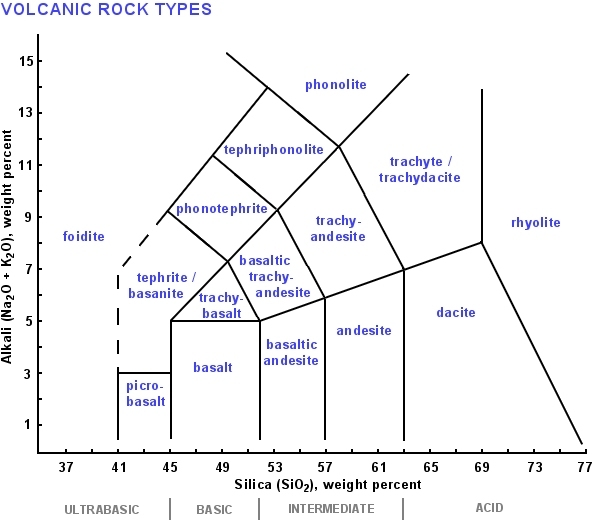 VOLCANIC ROCK TYPES
Alkali (Na₂O + K₂O), weight percent
15
13
11
9
7
5
3
1
phonolite
tephriphonolite
trachyte /
trachydacite
phonotephrite
trachy-
andesite
rhyolite
foidite
basaltic
trachy-
andesite
tephrite /
basanite
trachy-
basalt
dacite
andesite
basaltic
andesite
basalt
picro-
basalt
37 41 45 49 53 57 61 65 69 73 77
Silica (SiO₂), weight percent
ULTRABASIC BASIC INTERMEDIATE ACID